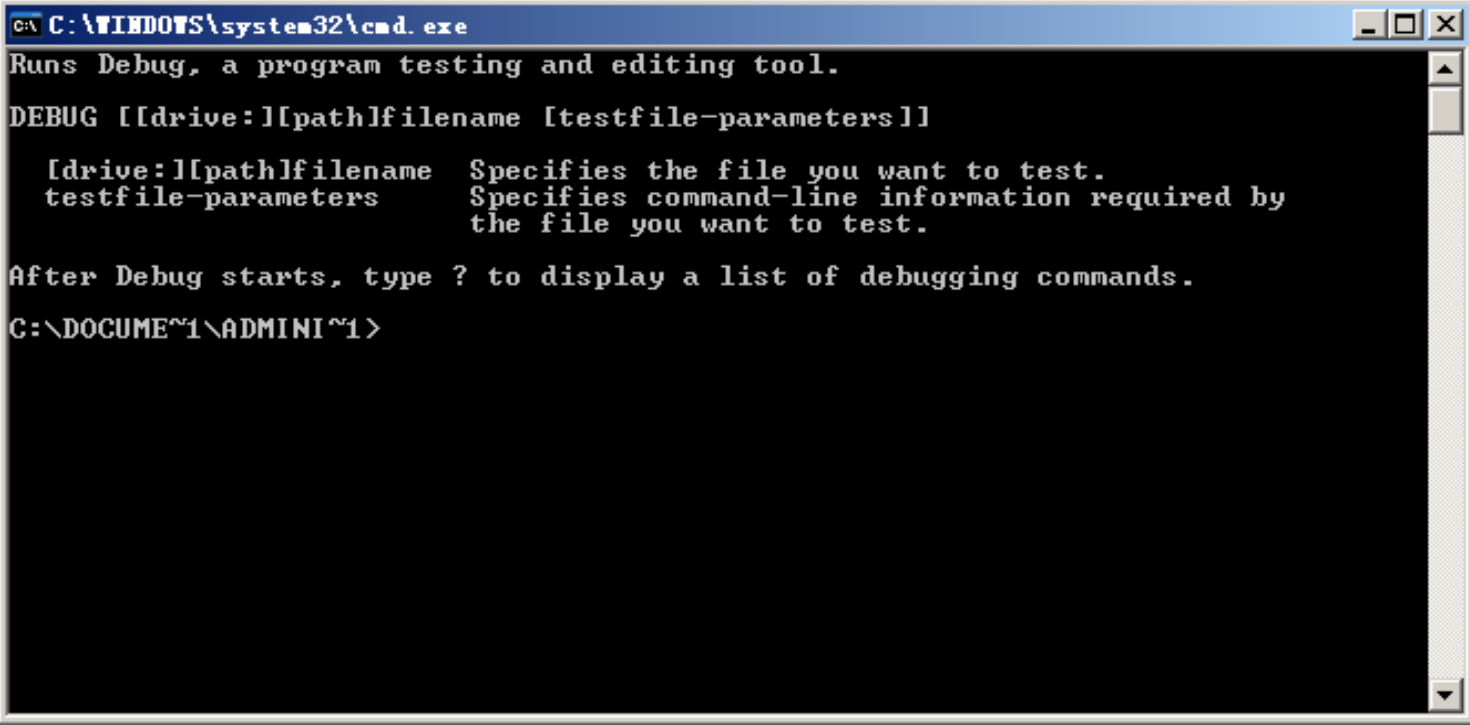 C:\WINDOWS\system32\cmd.exe
Runs Debug, a program testing and editing tool.
DEBUG [[drive:][path]filename [testfile-parameters]]
[drive:][path]filename  Specifies the file you want to test.
testfile-parameters     Specifies command-line information required by
the file you want to test.
After Debug starts, type ? to display a list of debugging commands.
C:\DOCUME~1\ADMINI~1>